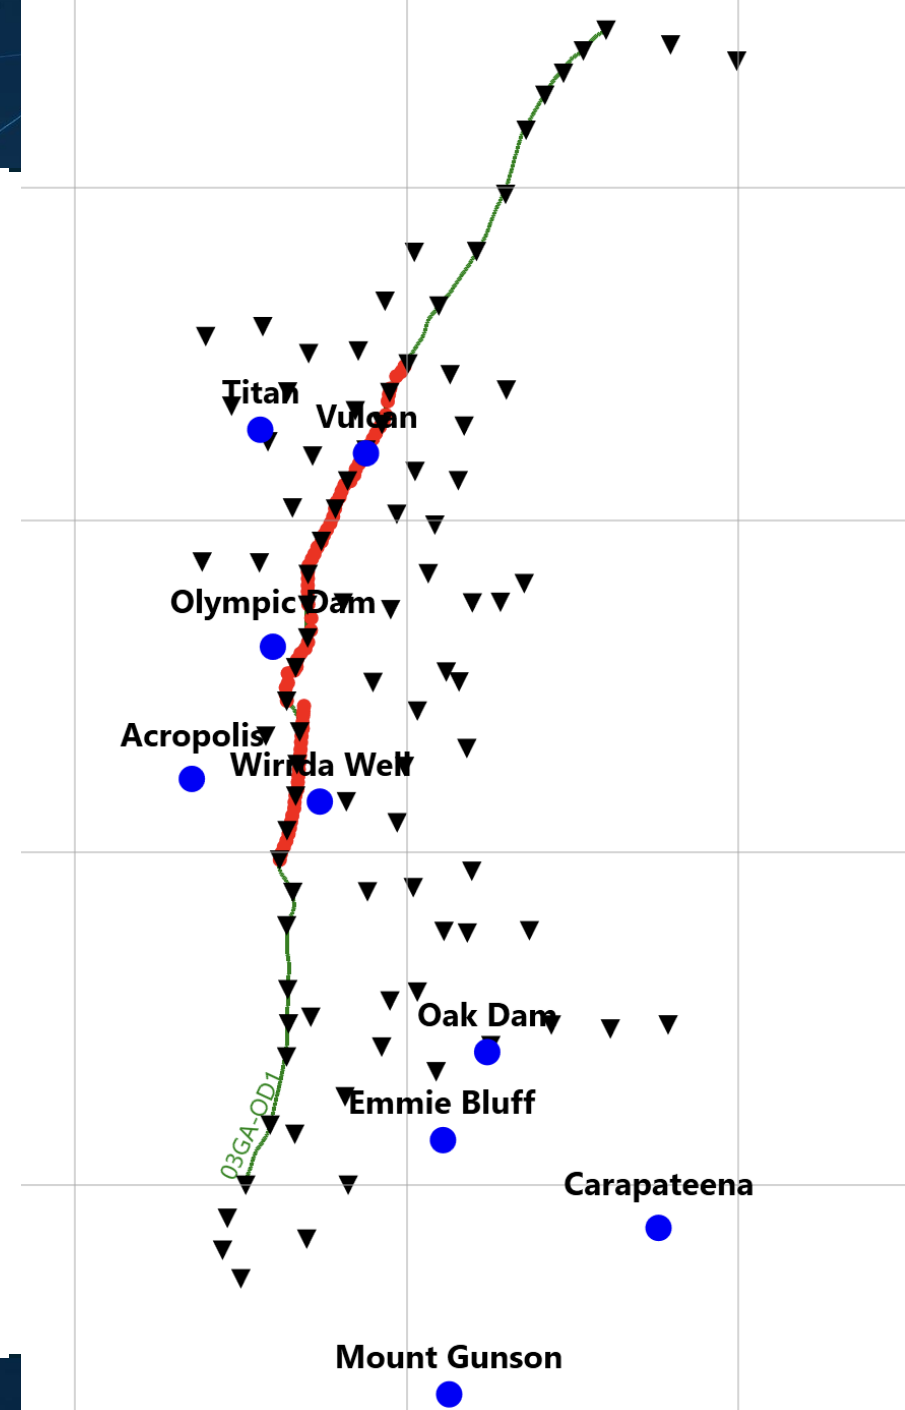 Titan
Vulcan
Olympic Dam
Acropolis
Wirrda Well
Oak Dam
03GA-OD1
Emmie Bluff
Carapateena
Mount Gunson